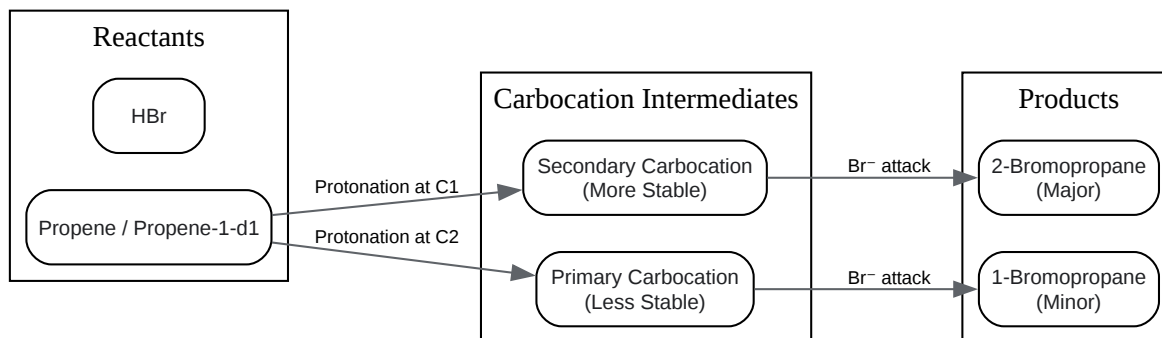 Reactants
HBr
Propene / Propene-1-d1
Protonation at C1
Protonation at C2
Carbocation Intermediates
Secondary Carbocation
(More Stable)
Primary Carbocation
(Less Stable)
Br⁻ attack
Br⁻ attack
Products
2-Bromopropane
(Major)
1-Bromopropane
(Minor)